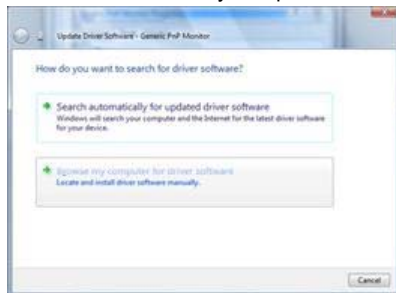 Update Driver Software - Generic PnP Monitor
How do you want to search for driver software?
Search automatically for updated driver software
Windows will search your computer and the Internet for the latest driver software
for your device.
Browse my computer for driver software
Locate and install driver software manually.
Cancel